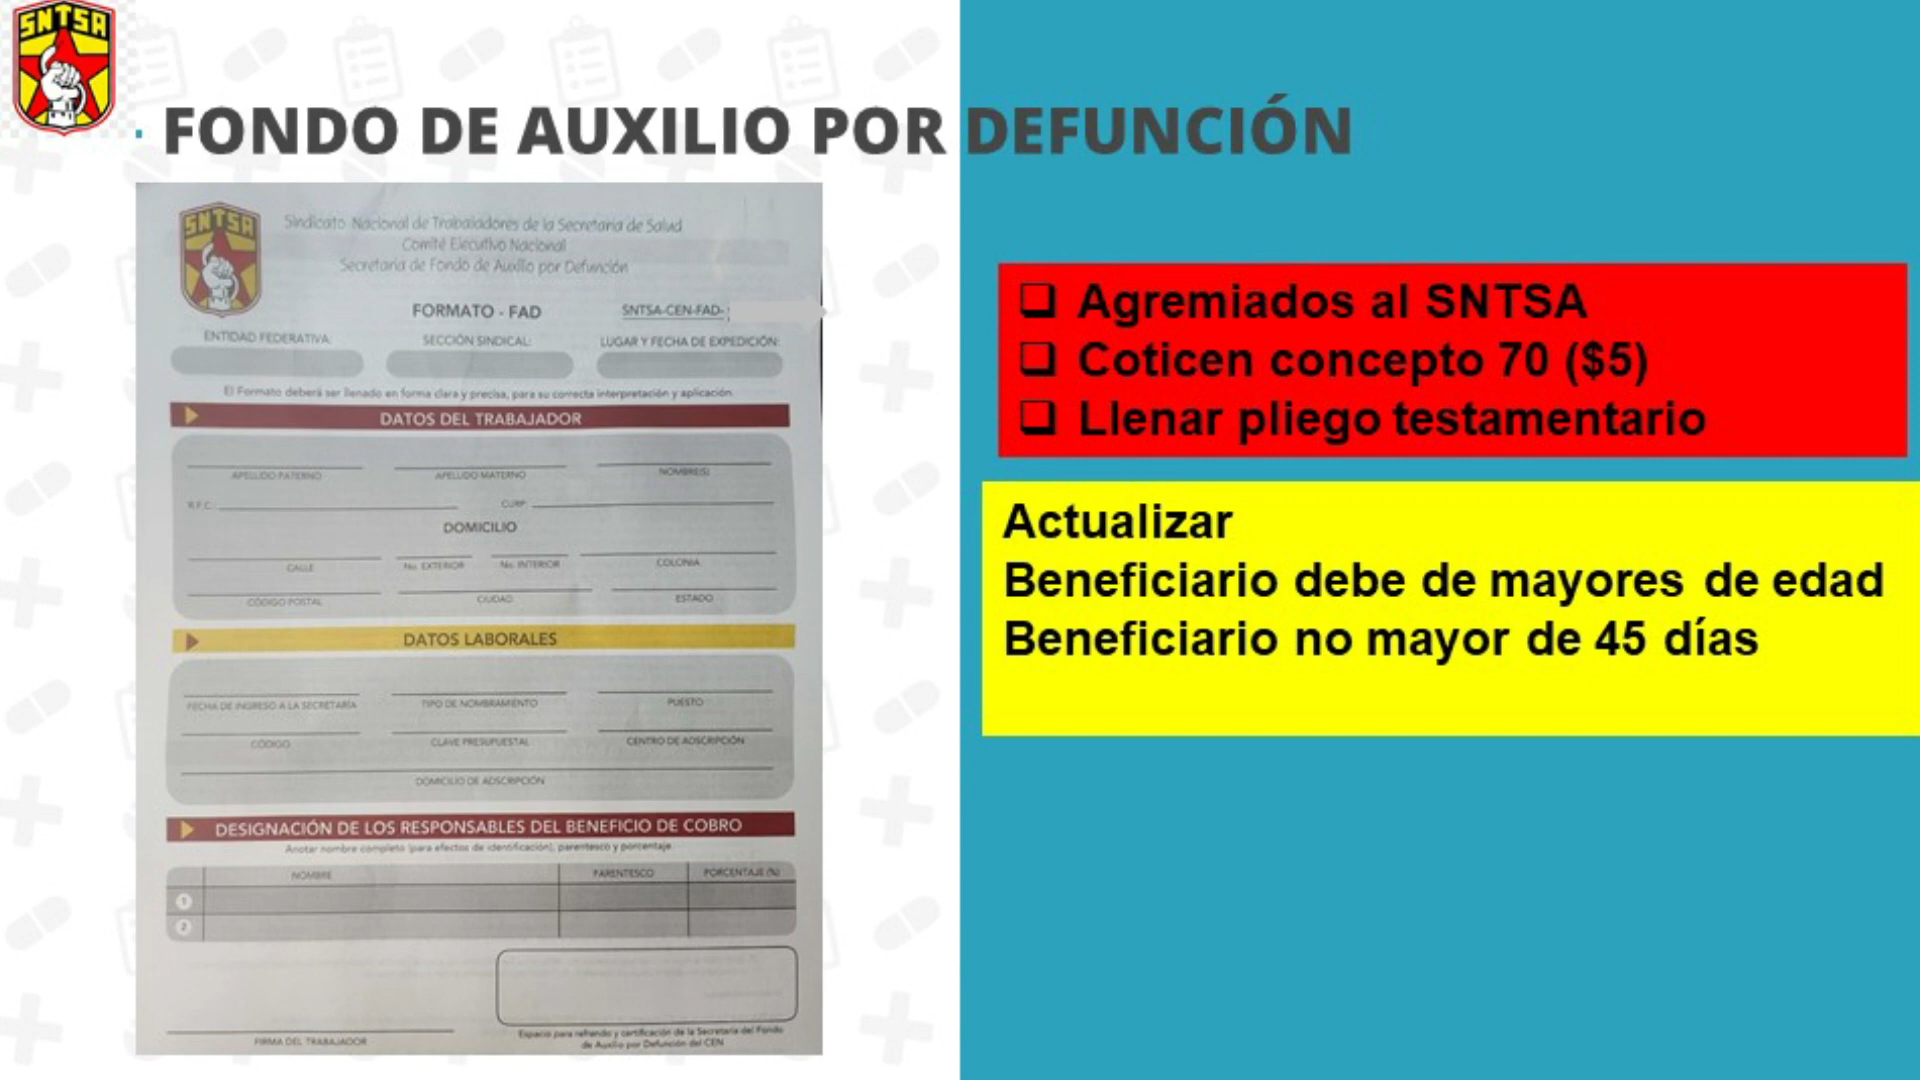 SNTSA
FONDO DE AUXILIO POR DEFUNCIÓN
SNTSA
Sindicato Nacional de Trabajadores de la Secretaría de Salud
Comité Ejecutivo Nacional
Secretaría de Fondo de Auxilio por Defunción
FORMATO - FAD
SNTSA-CEN-FAD-
ENTIDAD FEDERATIVA:
SECCIÓN SINDICAL:
LUGAR Y FECHA DE EXPEDICIÓN:
El Formato deberá ser llenado en forma clara y precisa, para su correcta interpretación y aplicación.
DATOS DEL TRABAJADOR
APELLIDO PATERNO
APELLIDO MATERNO
NOMBRE(S)
R.F.C.:
CURP:
DOMICILIO
CALLE
No. EXTERIOR
No. INTERIOR
COLONIA
CÓDIGO POSTAL
CIUDAD
ESTADO
DATOS LABORALES
FECHA DE INGRESO A LA SECRETARÍA
TIPO DE NOMBRAMIENTO
PUESTO
CÓDIGO
CLAVE PRESUPUESTAL
CENTRO DE ADSCRIPCIÓN
DOMICILIO DE ADSCRIPCIÓN
DESIGNACIÓN DE LOS RESPONSABLES DEL BENEFICIO DE COBRO
Anotar nombre completo (para efectos de identificación), parentesco y porcentaje.
NOMBRE
PARENTESCO
PORCENTAJE (%)
1
2
FIRMA DEL TRABAJADOR
Espacio para refrendo y certificación de la Secretaría del Fondo
de Auxilio por Defunción del CEN
Agremiados al SNTSA
Coticen concepto 70 ($5)
Llenar pliego testamentario
Actualizar
Beneficiario debe de mayores de edad
Beneficiario no mayor de 45 días